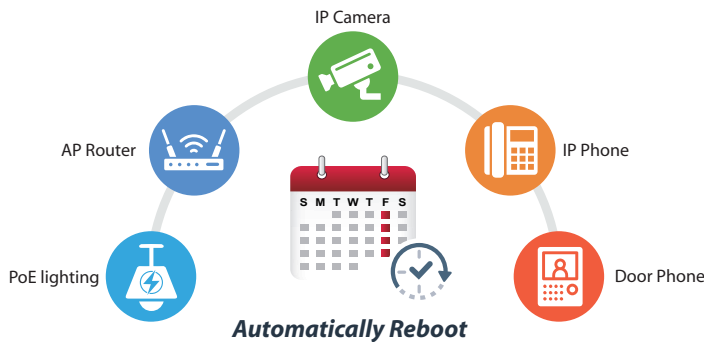 IP Camera
AP Router
IP Phone
S M T W T F S
PoE lighting
Door Phone
Automatically Reboot